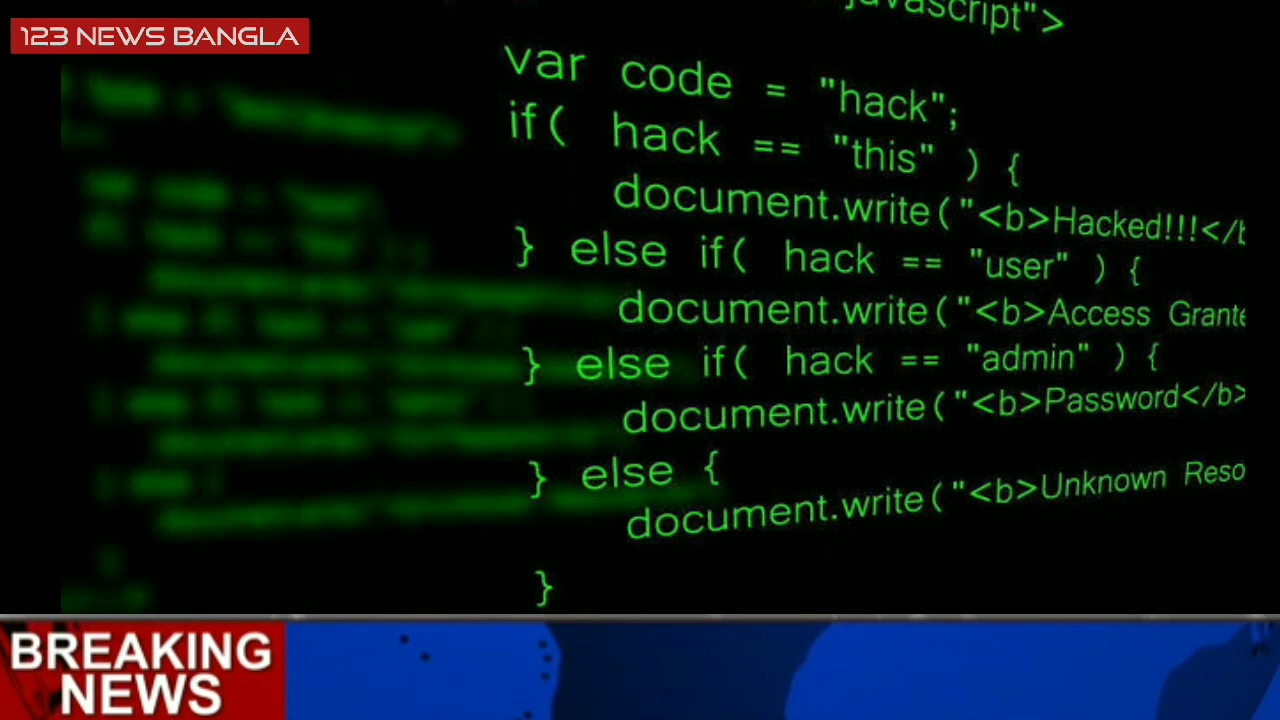 123 NEWS BANGLA
javascript">
var code = "hack";
if( hack == "this" ) {
document.write("<b>Hacked!!!</b
} else if( hack == "user" ) {
document.write("<b>Access Grante
} else if( hack == "admin" ) {
document.write("<b>Password</b>
} else {
document.write("<b>Unknown Reso
}
BREAKING
NEWS